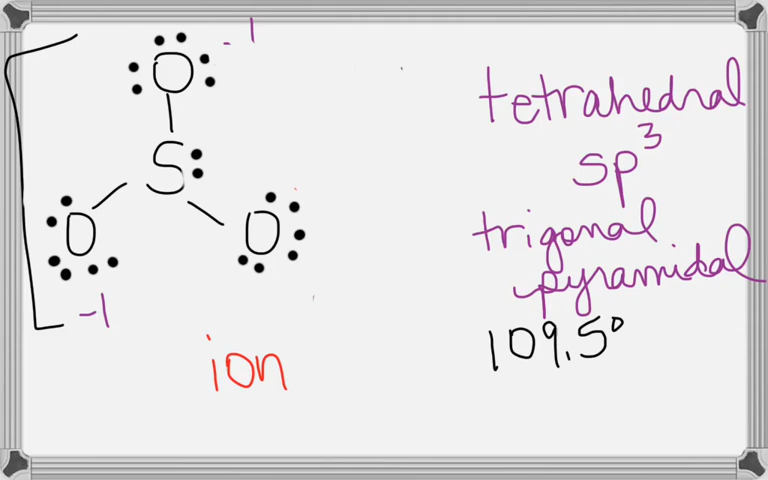 O -1
S
O O
-1
ion
tetrahedral
sp³
trigonal
pyramidal
109.5°